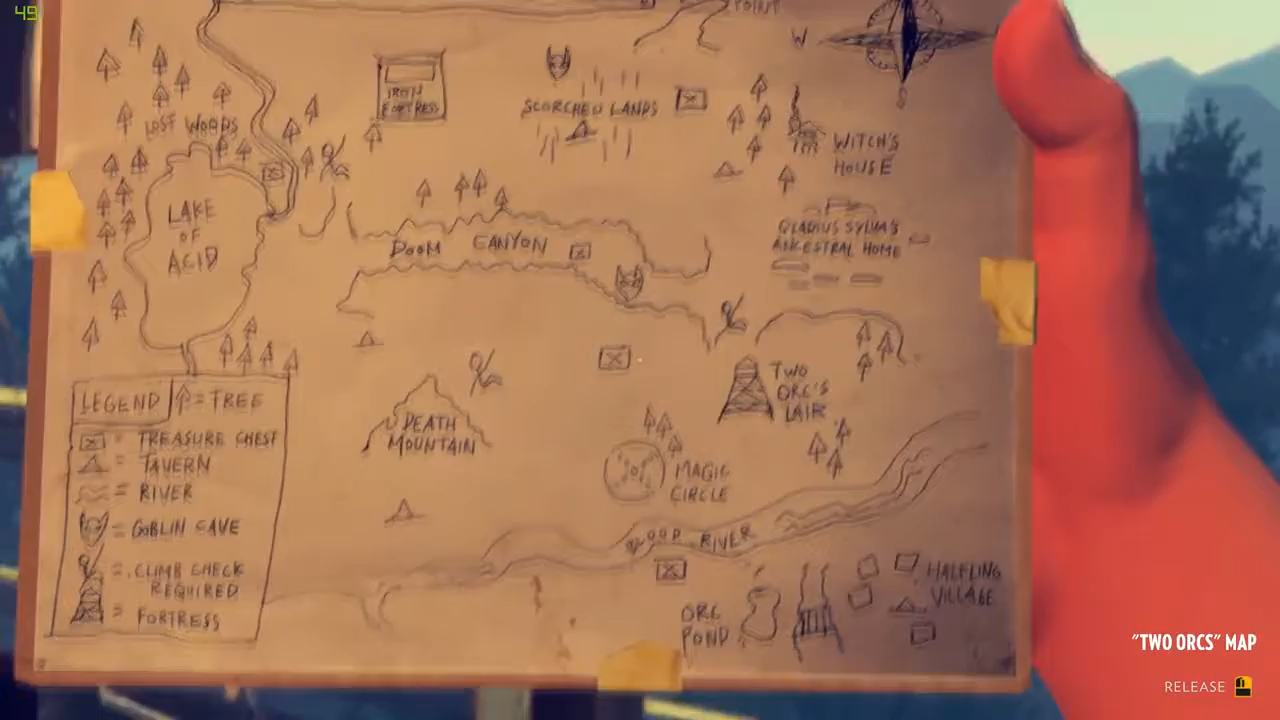 49
POINT
W
S
IRON
FORTRESS
SCORCHED LANDS
LOST WOODS
WITCH'S
HOUSE
LAKE
OF
ACID
DOOM CANYON
GLADIUS SYLVA'S
ANCESTRAL HOME
LEGEND
= TREE
= TREASURE CHEST
= TAVERN
= RIVER
= GOBLIN CAVE
= CLIMB CHECK
REQUIRED
= FORTRESS
DEATH
MOUNTAIN
TWO
ORC'S
LAIR
MAGIC
CIRCLE
RIVER
ORC
POND
HALFLING
VILLAGE
"TWO ORCS" MAP
RELEASE